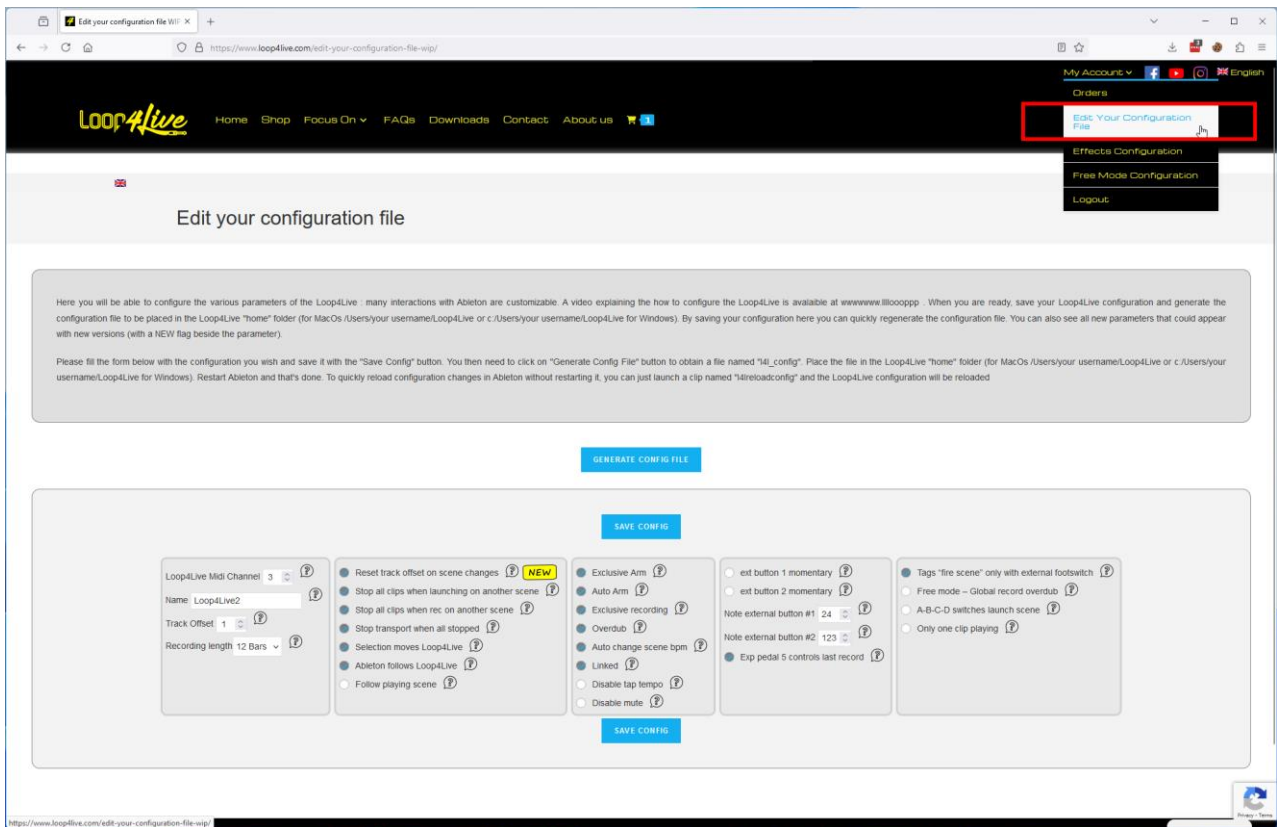 Edit your configuration file WIP
https://www.loop4live.com/edit-your-configuration-file-wip/
My Account
English
Orders
Loop4live
Home Shop Focus On FAQs Downloads Contact About us 1
Edit Your Configuration
File
Effects Configuration
Free Mode Configuration
Logout
Edit your configuration file
Here you will be able to configure the various parameters of the Loop4Live : many interactions with Ableton are customizable. A video explaining the how to configure the Loop4Live is avalaible at wwwwwww.lllloooppp . When you are ready, save your Loop4Live configuration and generate the
configuration file to be placed in the Loop4Live "home" folder (for MacOs /Users/your username/Loop4Live or c:/Users/your username/Loop4Live for Windows). By saving your configuration here you can quickly regenerate the configuration file. You can also see all new parameters that could appear
with new versions (with a NEW flag beside the parameter).
Please fill the form below with the configuration you wish and save it with the "Save Config" button. You then need to click on "Generate Config File" button to obtain a file named "l4l_config". Place the file in the Loop4Live "home" folder (for MacOs /Users/your username/Loop4Live or c:/Users/your
username/Loop4Live for Windows). Restart Ableton and that's done. To quickly reload configuration changes in Ableton without restarting it, you can just launch a clip named "l4lreloadconfig" and the Loop4Live configuration will be reloaded
GENERATE CONFIG FILE
SAVE CONFIG
Loop4Live Midi Channel 3
Name Loop4Live2
Track Offset 1
Recording length 12 Bars
Reset track offset on scene changes NEW
Stop all clips when launching on another scene
Stop all clips when rec on another scene
Stop transport when all stopped
Selection moves Loop4Live
Ableton follows Loop4Live
Follow playing scene
Exclusive Arm
Auto Arm
Exclusive recording
Overdub
Auto change scene bpm
Linked
Disable tap tempo
Disable mute
ext button 1 momentary
ext button 2 momentary
Note external button #1 24
Note external button #2 123
Exp pedal 5 controls last record
Tags "fire scene" only with external footswitch
Free mode – Global record overdub
A-B-C-D switches launch scene
Only one clip playing
SAVE CONFIG
Privacy - Terms
https://www.loop4live.com/edit-your-configuration-file-wip/